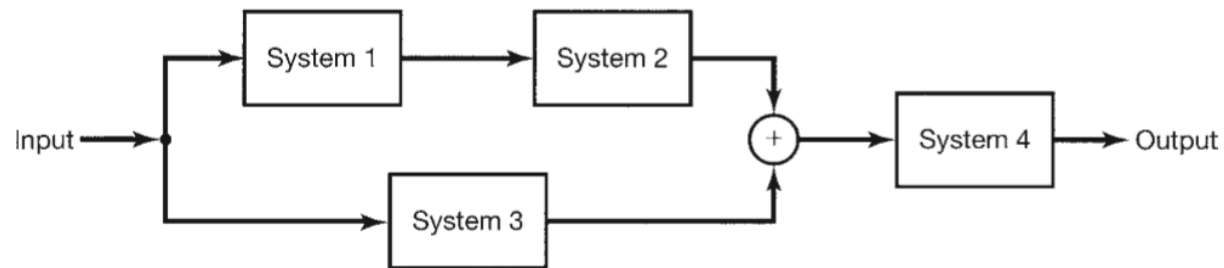 System 1
System 2
Input
+
System 4
Output
System 3